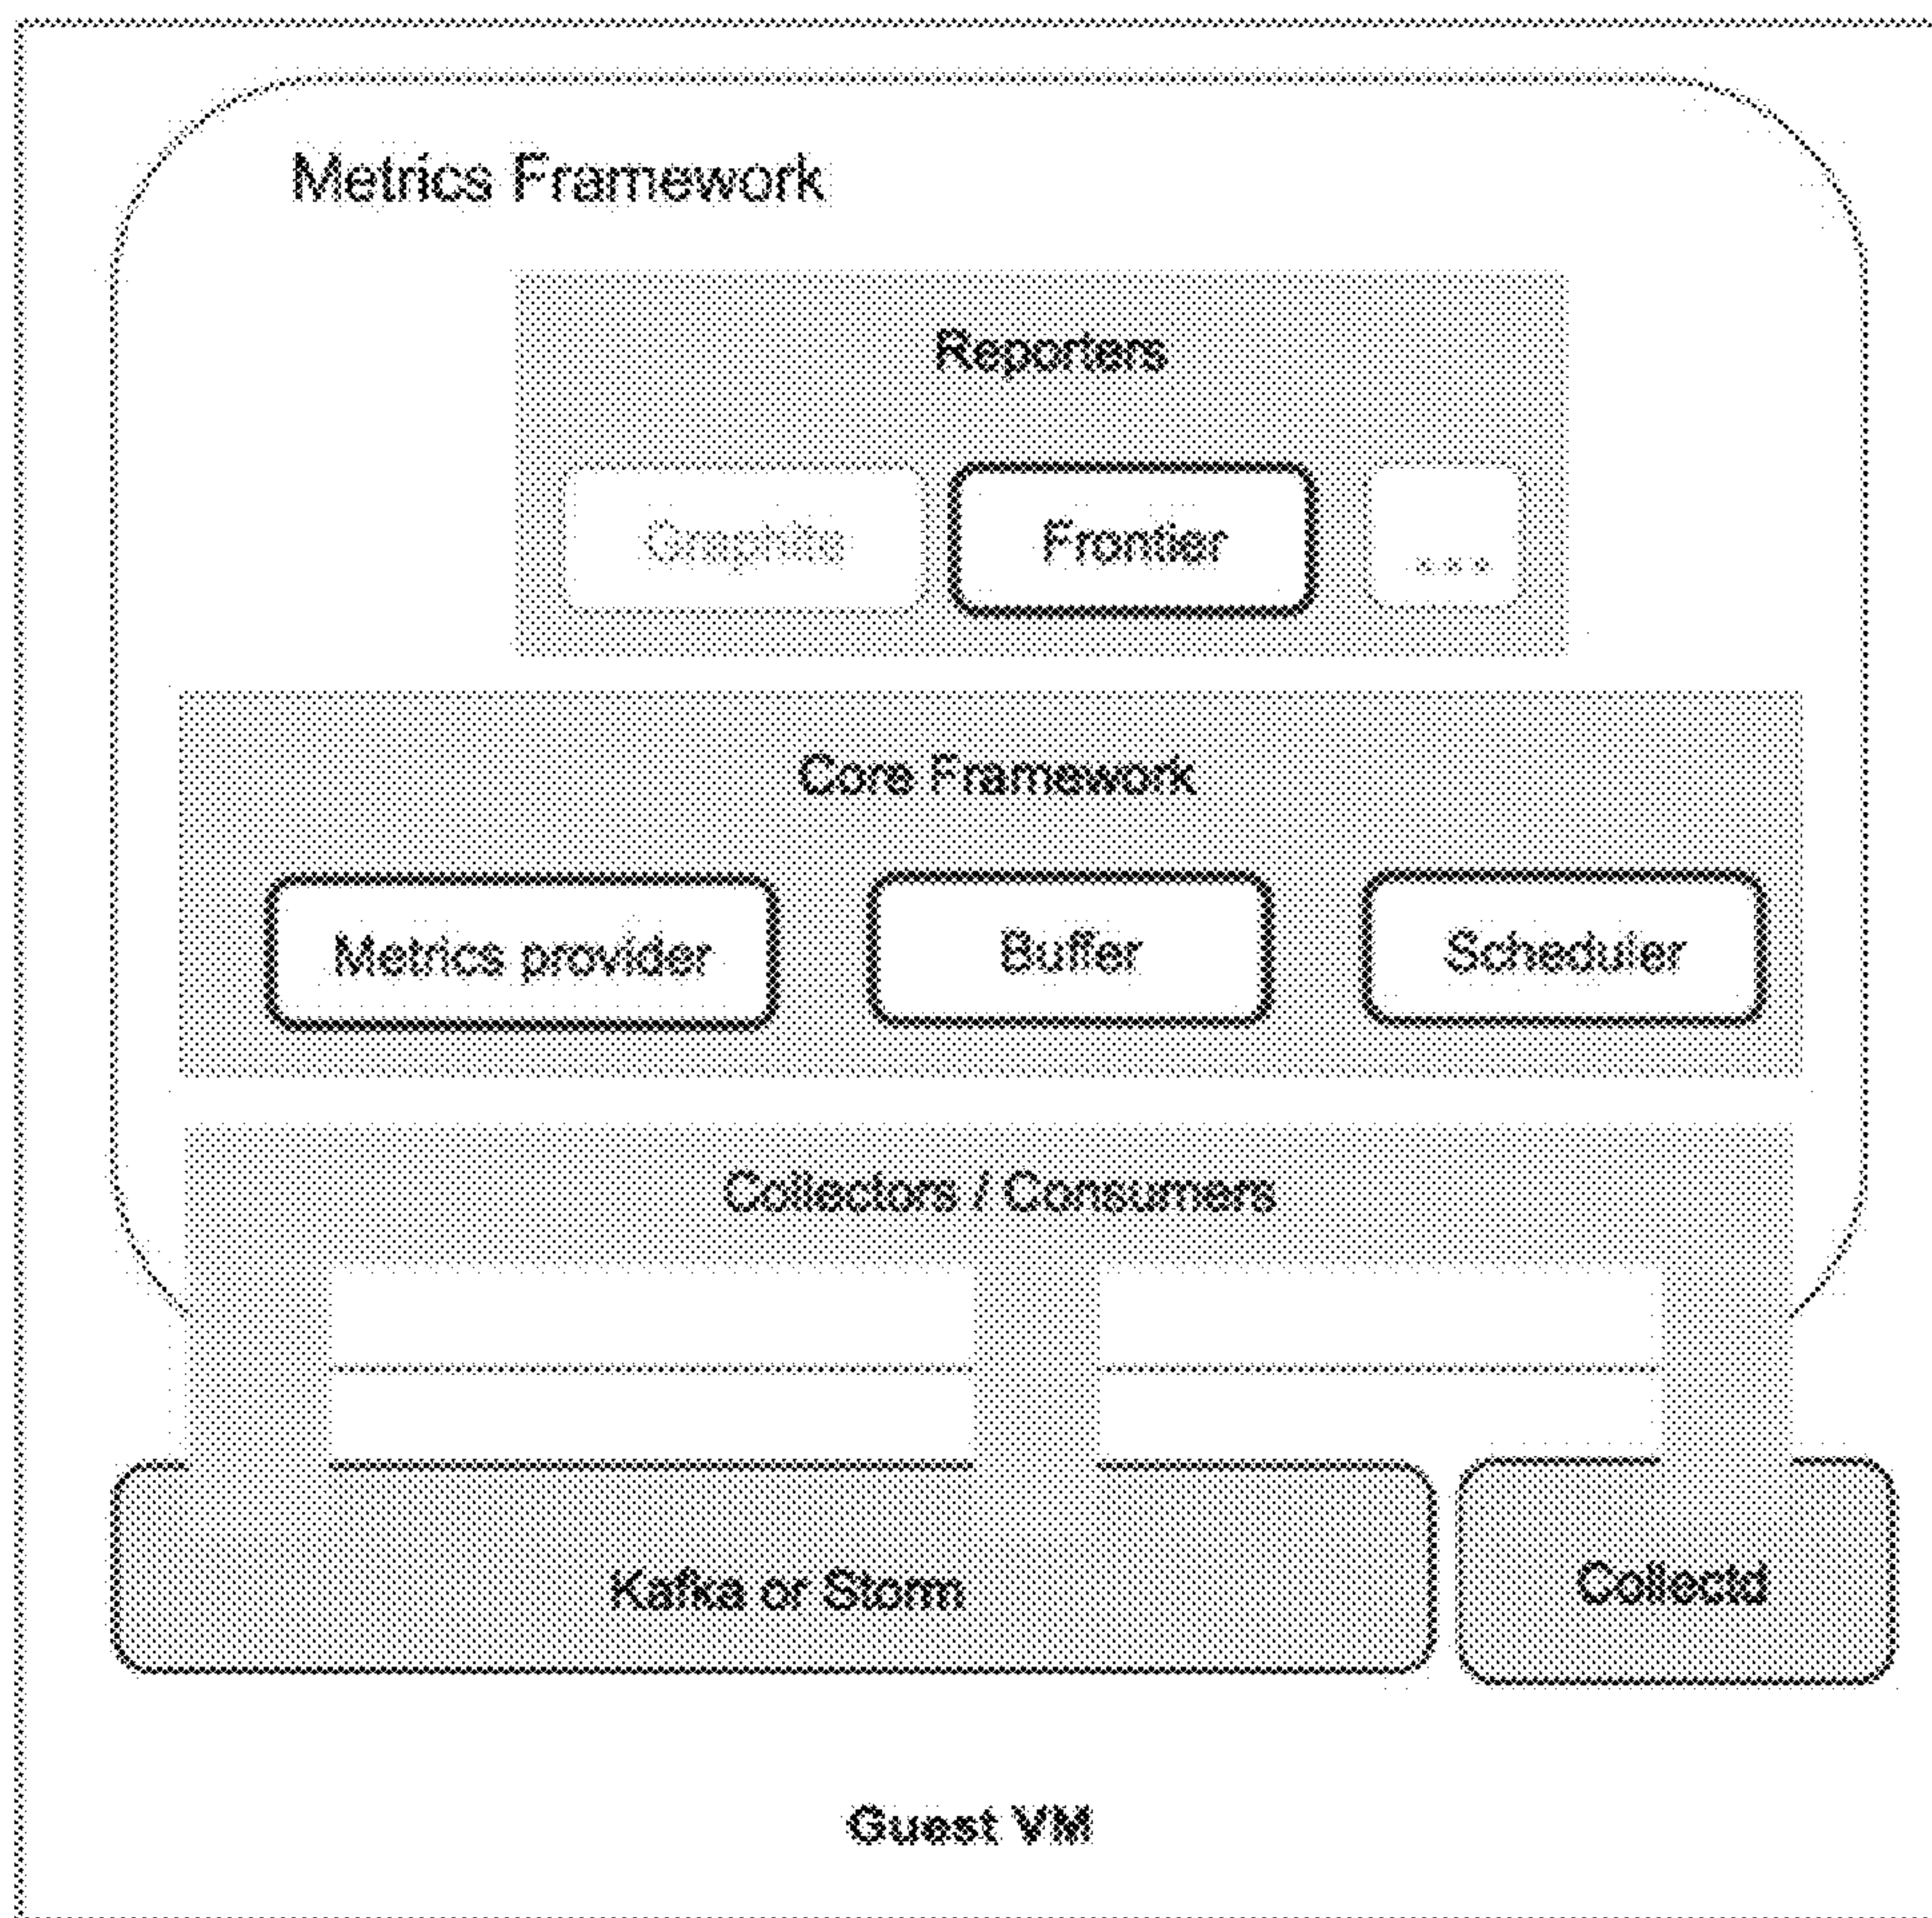 Metrics Framework
Reporters
Graphite
Frontier
...
Core Framework
Metrics provider
Buffer
Scheduler
Collectors / Consumers
Kafka or Storm
Collectd
Guest VM